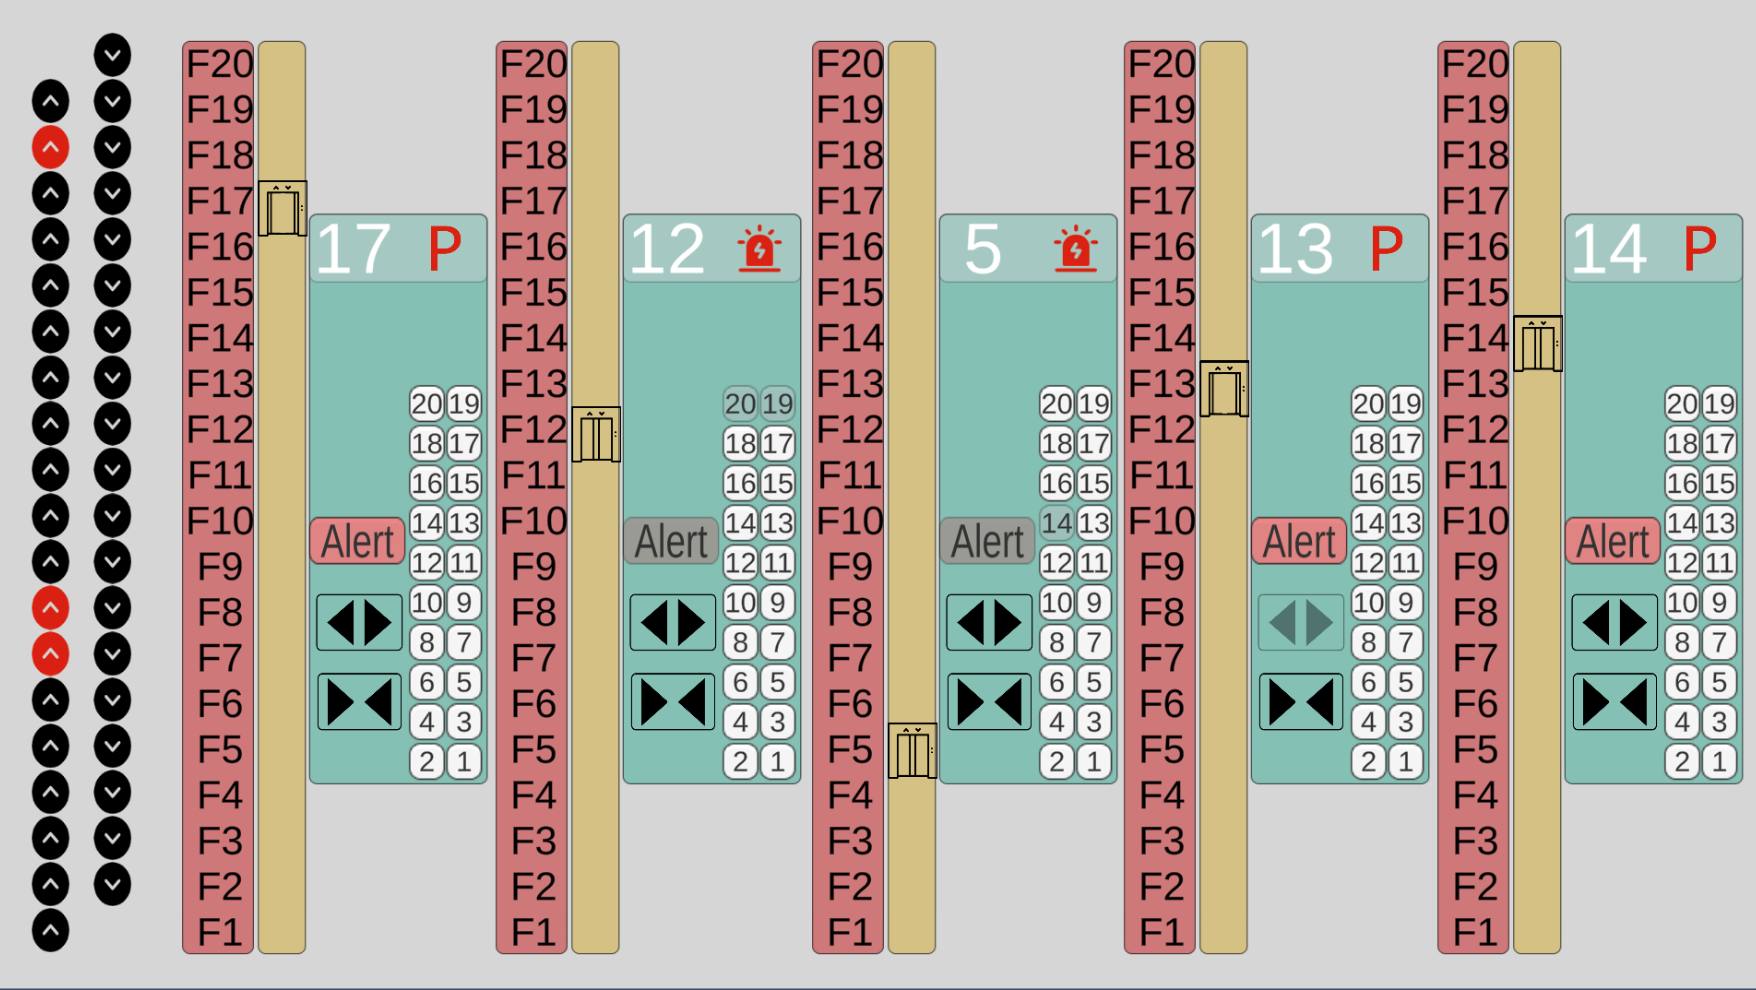 F20 F20 F20 F20 F20
F19 F19 F19 F19 F19
F18 F18 F18 F18 F18
F17 F17 F17 F17 F17
17 P 12 5 13 P 14 P
F16 F16 F16 F16 F16
F15 F15 F15 F15 F15
F14 F14 F14 F14 F14
F13 F13 F13 F13 F13
20 19 20 19 20 19 20 19 20 19
F12 F12 F12 F12 F12
18 17 18 17 18 17 18 17 18 17
F11 F11 F11 F11 F11
16 15 16 15 16 15 16 15 16 15
F10 F10 F10 F10 F10
14 13 14 13 14 13 14 13 14 13
Alert Alert Alert Alert Alert
12 11 12 11 12 11 12 11 12 11
F9 F9 F9 F9 F9
10 9 10 9 10 9 10 9 10 9
F8 F8 F8 F8 F8
8 7 8 7 8 7 8 7 8 7
F7 F7 F7 F7 F7
6 5 6 5 6 5 6 5 6 5
F6 F6 F6 F6 F6
4 3 4 3 4 3 4 3 4 3
F5 F5 F5 F5 F5
2 1 2 1 2 1 2 1 2 1
F4 F4 F4 F4 F4
F3 F3 F3 F3 F3
F2 F2 F2 F2 F2
F1 F1 F1 F1 F1